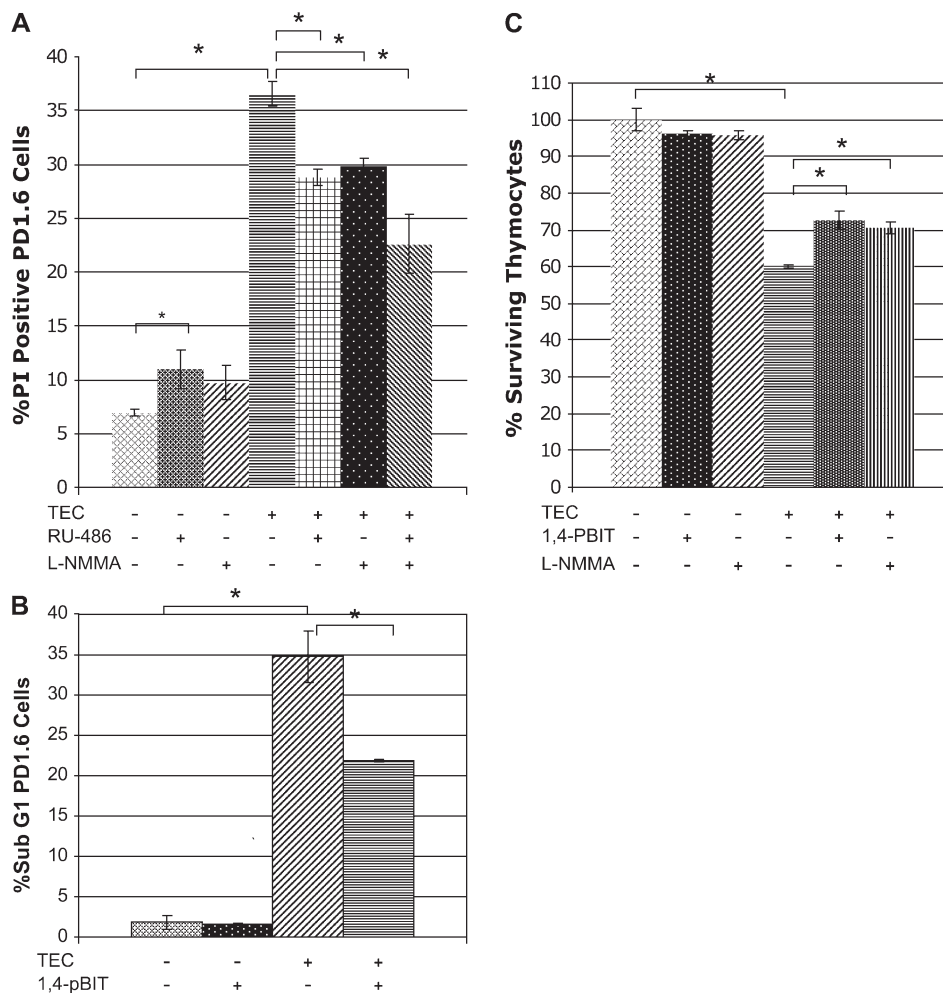 A
%PI Positive PD1.6 Cells
40
35
30
25
20
15
10
5
0
* * * * *
TEC - - - + + + +
RU-486 - + - - + - +
L-NMMA - - + - - + +
C
% Surviving Thymocytes
110
100
90
80
70
60
50
40
30
20
10
0
* * *
TEC - - - + + +
1,4-PBIT - + - - + -
L-NMMA - - + - - +
B
%Sub G1 PD1.6 Cells
40
35
30
25
20
15
10
5
0
* *
TEC - - + +
1,4-pBIT - + - +